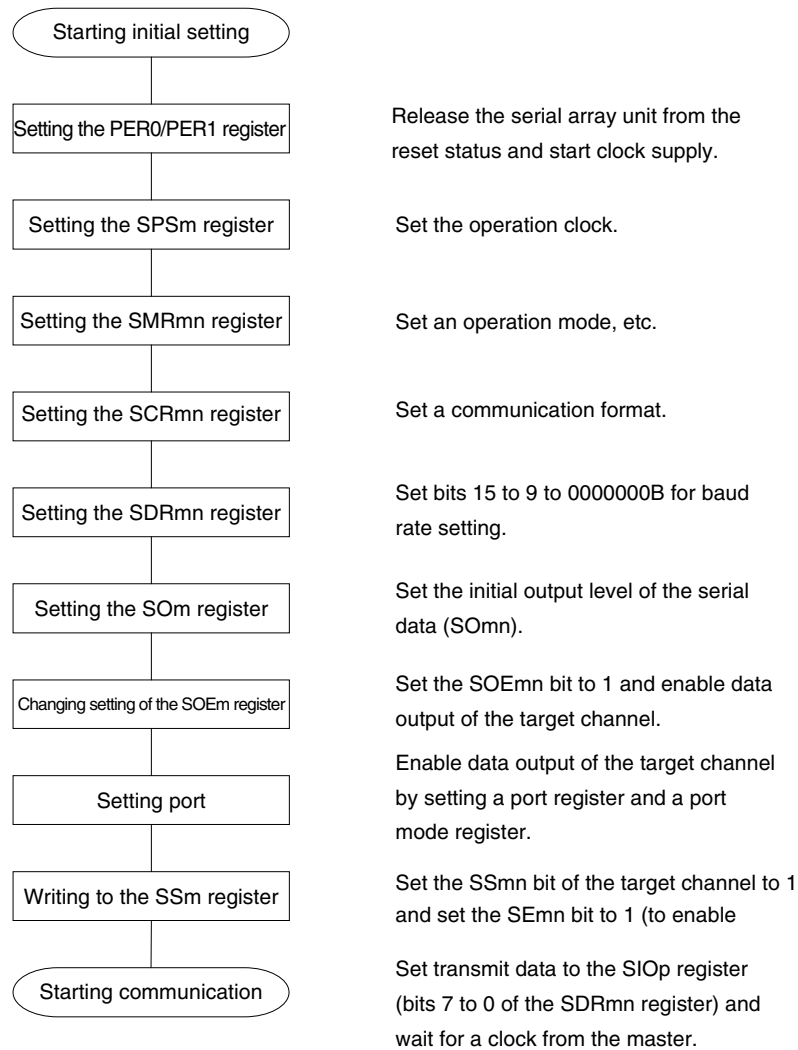 Starting initial setting
Setting the PER0/PER1 register
Release the serial array unit from the
reset status and start clock supply.
Setting the SPSm register
Set the operation clock.
Setting the SMRmn register
Set an operation mode, etc.
Setting the SCRmn register
Set a communication format.
Setting the SDRmn register
Set bits 15 to 9 to 0000000B for baud
rate setting.
Setting the SOm register
Set the initial output level of the serial
data (SOmn).
Changing setting of the SOEm register
Set the SOEmn bit to 1 and enable data
output of the target channel.
Setting port
Enable data output of the target channel
by setting a port register and a port
mode register.
Writing to the SSm register
Set the SSmn bit of the target channel to 1
and set the SEmn bit to 1 (to enable
Starting communication
Set transmit data to the SIOp register
(bits 7 to 0 of the SDRmn register) and
wait for a clock from the master.